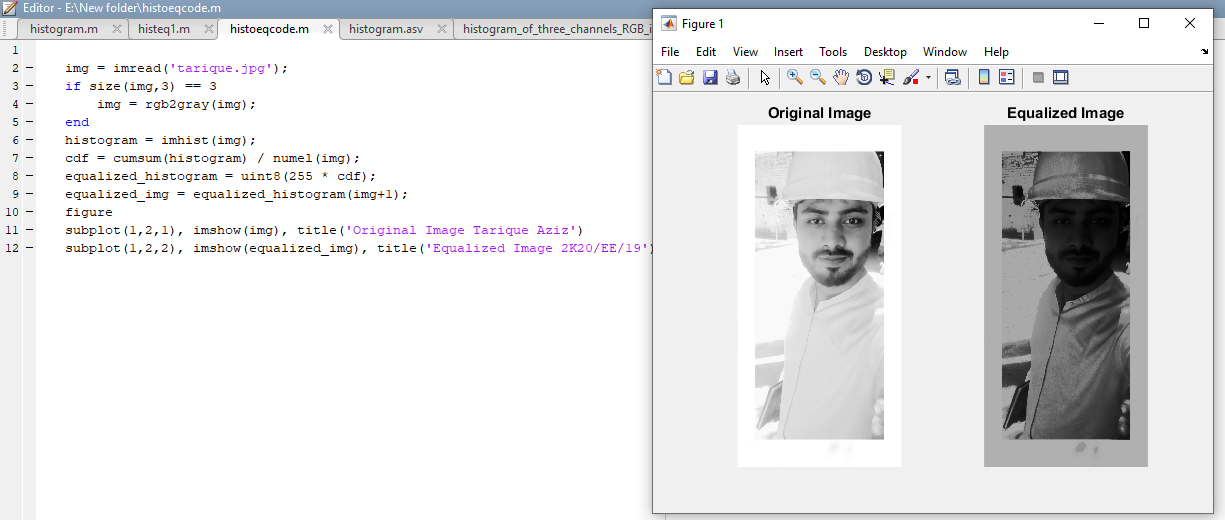 Editor - E:\New folder\histoeqcode.m
histogram.m histeq1.m histoeqcode.m histogram.asv histogram_of_three_channels_RGB_i
1
2 – img = imread('tarique.jpg');
3 – if size(img,3) == 3
4 – img = rgb2gray(img);
5 – end
6 – histogram = imhist(img);
7 – cdf = cumsum(histogram) / numel(img);
8 – equalized_histogram = uint8(255 * cdf);
9 – equalized_img = equalized_histogram(img+1);
10 – figure
11 – subplot(1,2,1), imshow(img), title('Original Image Tarique Aziz')
12 – subplot(1,2,2), imshow(equalized_img), title('Equalized Image 2K20/EE/19')
Figure 1
File Edit View Insert Tools Desktop Window Help
Original Image Equalized Image